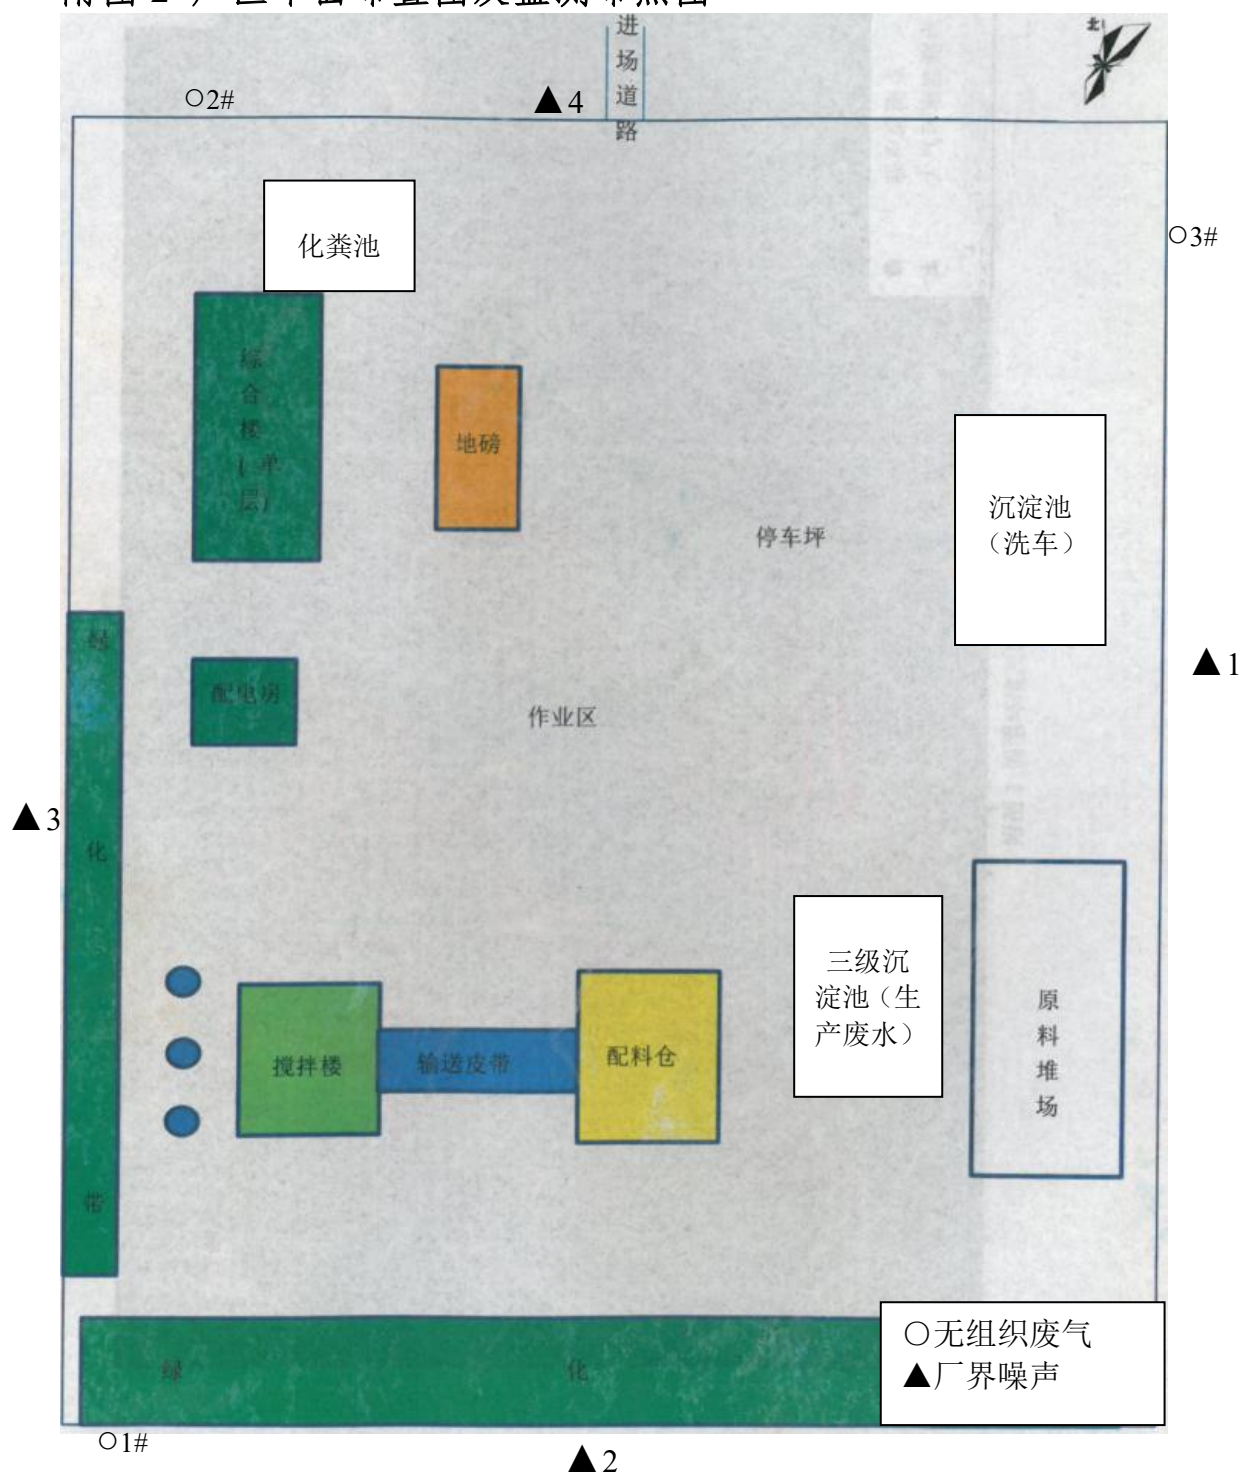 进
场
道
路
北
○2#
▲4
化粪池
○3#
综
合
楼
(单
层)
地磅
沉淀池
（洗车）
停车坪
▲1
绿
化
带
配电房
作业区
▲3
三级沉
淀池（生
产废水）
原
料
堆
场
搅拌楼
输送皮带
配料仓
绿
化
○无组织废气
▲厂界噪声
○1#
▲2